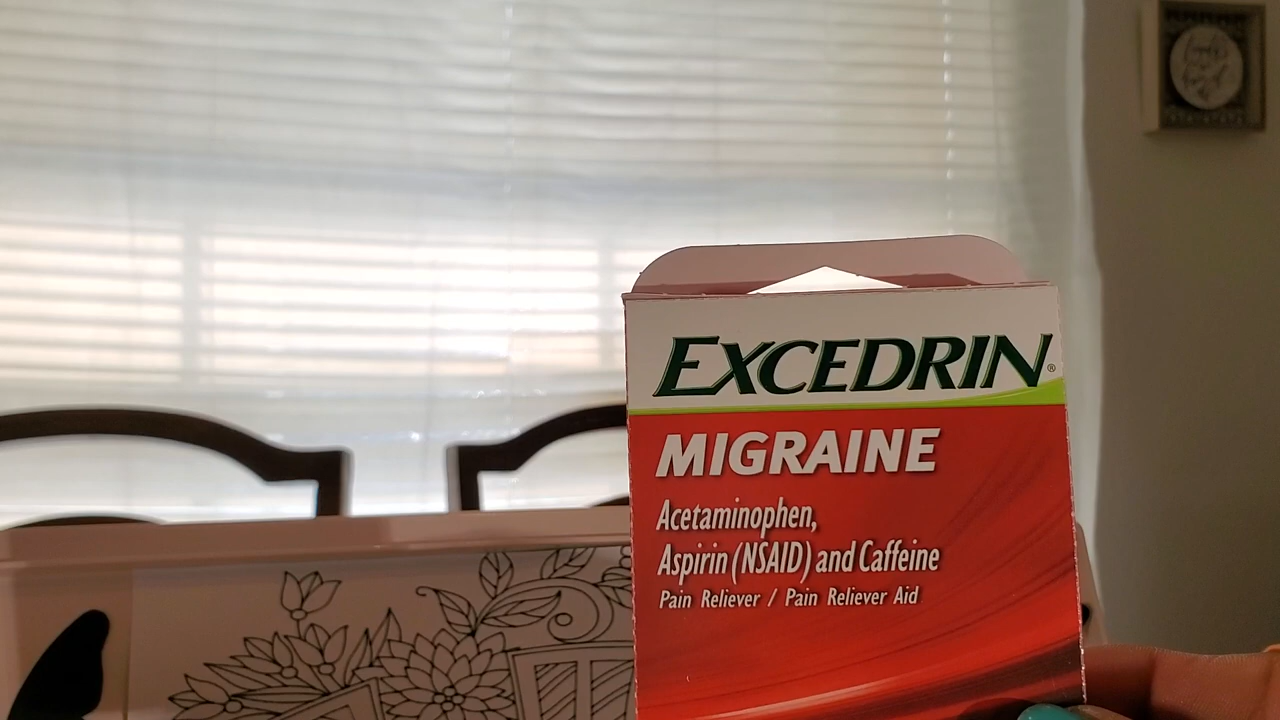 EXCEDRIN®
MIGRAINE
Acetaminophen,
Aspirin (NSAID) and Caffeine
Pain Reliever / Pain Reliever Aid